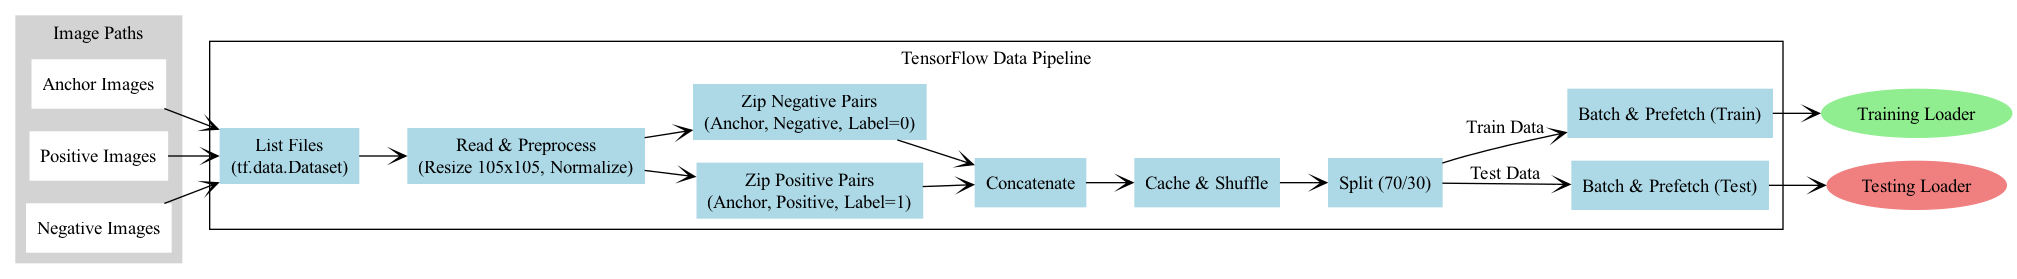 Image Paths
Anchor Images
Positive Images
Negative Images
TensorFlow Data Pipeline
List Files
(tf.data.Dataset)
Read & Preprocess
(Resize 105x105, Normalize)
Zip Negative Pairs
(Anchor, Negative, Label=0)
Zip Positive Pairs
(Anchor, Positive, Label=1)
Concatenate
Cache & Shuffle
Split (70/30)
Train Data
Test Data
Batch & Prefetch (Train)
Batch & Prefetch (Test)
Training Loader
Testing Loader